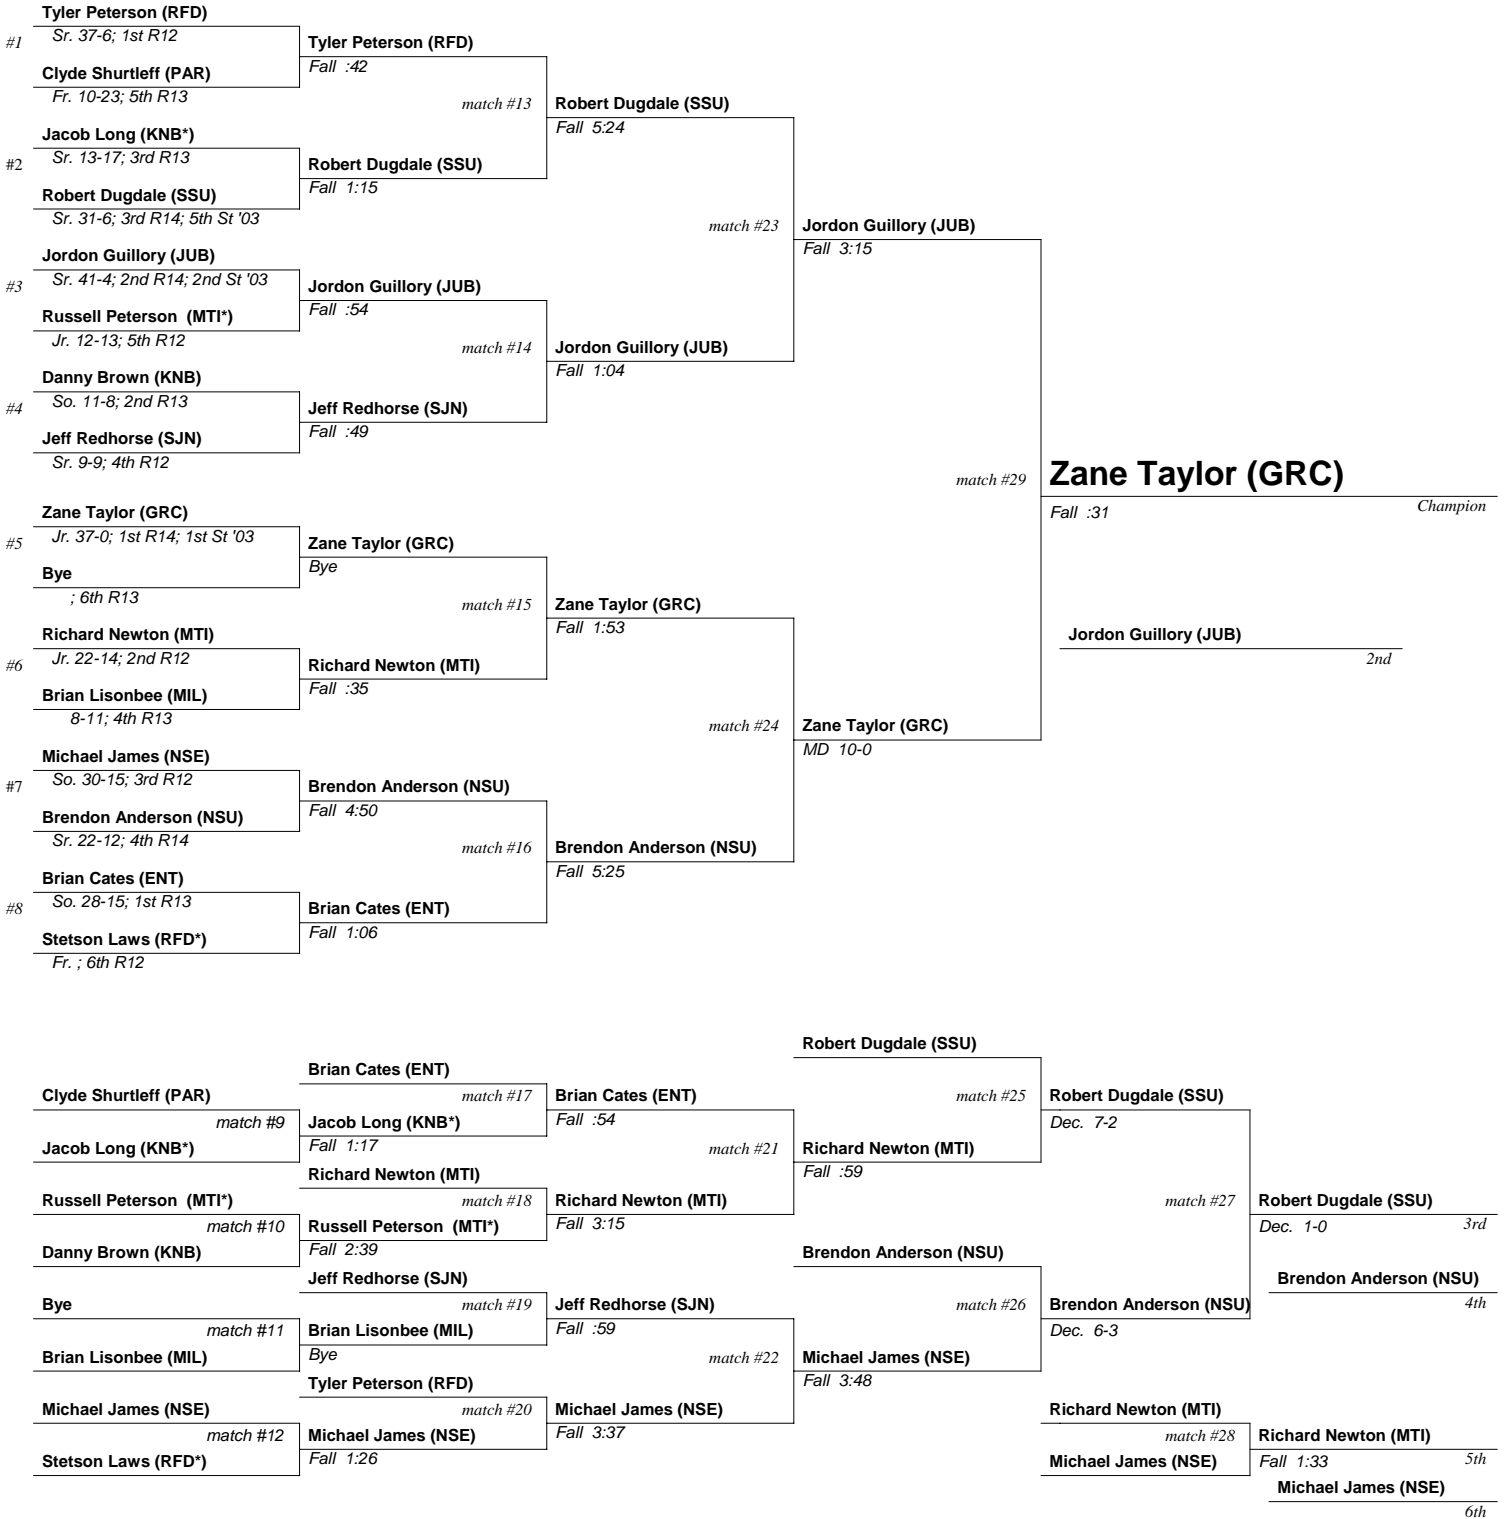 Tyler Peterson (RFD)
#1 Sr. 37-6; 1st R12
Tyler Peterson (RFD)
Fall :42
Clyde Shurtleff (PAR)
Fr. 10-23; 5th R13
match #13
Robert Dugdale (SSU)
Fall 5:24
Jacob Long (KNB*)
#2 Sr. 13-17; 3rd R13
Robert Dugdale (SSU)
Fall 1:15
Robert Dugdale (SSU)
Sr. 31-6; 3rd R14; 5th St '03
match #23
Jordon Guillory (JUB)
Fall 3:15
Jordon Guillory (JUB)
#3 Sr. 41-4; 2nd R14; 2nd St '03
Jordon Guillory (JUB)
Fall :54
Russell Peterson (MTI*)
Jr. 12-13; 5th R12
match #14
Jordon Guillory (JUB)
Fall 1:04
Danny Brown (KNB)
#4 So. 11-8; 2nd R13
Jeff Redhorse (SJN)
Fall :49
Jeff Redhorse (SJN)
Sr. 9-9; 4th R12
match #29
Zane Taylor (GRC)
Fall :31
Champion
Zane Taylor (GRC)
#5 Jr. 37-0; 1st R14; 1st St '03
Zane Taylor (GRC)
Bye
Bye
; 6th R13
match #15
Zane Taylor (GRC)
Fall 1:53
Jordon Guillory (JUB)
2nd
Richard Newton (MTI)
#6 Jr. 22-14; 2nd R12
Richard Newton (MTI)
Fall :35
Brian Lisonbee (MIL)
8-11; 4th R13
match #24
Zane Taylor (GRC)
MD 10-0
Michael James (NSE)
#7 So. 30-15; 3rd R12
Brendon Anderson (NSU)
Fall 4:50
Brendon Anderson (NSU)
Sr. 22-12; 4th R14
match #16
Brendon Anderson (NSU)
Fall 5:25
Brian Cates (ENT)
#8 So. 28-15; 1st R13
Brian Cates (ENT)
Fall 1:06
Stetson Laws (RFD*)
Fr. ; 6th R12
Robert Dugdale (SSU)
Brian Cates (ENT)
Clyde Shurtleff (PAR)
match #17
Brian Cates (ENT)
Fall :54
match #25
Robert Dugdale (SSU)
Dec. 7-2
match #9
Jacob Long (KNB*)
Fall 1:17
Jacob Long (KNB*)
match #21
Richard Newton (MTI)
Fall :59
Richard Newton (MTI)
Russell Peterson (MTI*)
match #18
Richard Newton (MTI)
Fall 3:15
match #27
Robert Dugdale (SSU)
Dec. 1-0
3rd
match #10
Russell Peterson (MTI*)
Fall 2:39
Danny Brown (KNB)
Brendon Anderson (NSU)
Jeff Redhorse (SJN)
Brendon Anderson (NSU)
4th
Bye
match #19
Jeff Redhorse (SJN)
Fall :59
match #26
Brendon Anderson (NSU)
Dec. 6-3
match #11
Brian Lisonbee (MIL)
Bye
Brian Lisonbee (MIL)
match #22
Michael James (NSE)
Fall 3:48
Tyler Peterson (RFD)
Michael James (NSE)
match #20
Michael James (NSE)
Fall 3:37
Richard Newton (MTI)
match #12
Michael James (NSE)
Fall 1:26
match #28
Richard Newton (MTI)
Fall 1:33
5th
Stetson Laws (RFD*)
Michael James (NSE)
Michael James (NSE)
6th